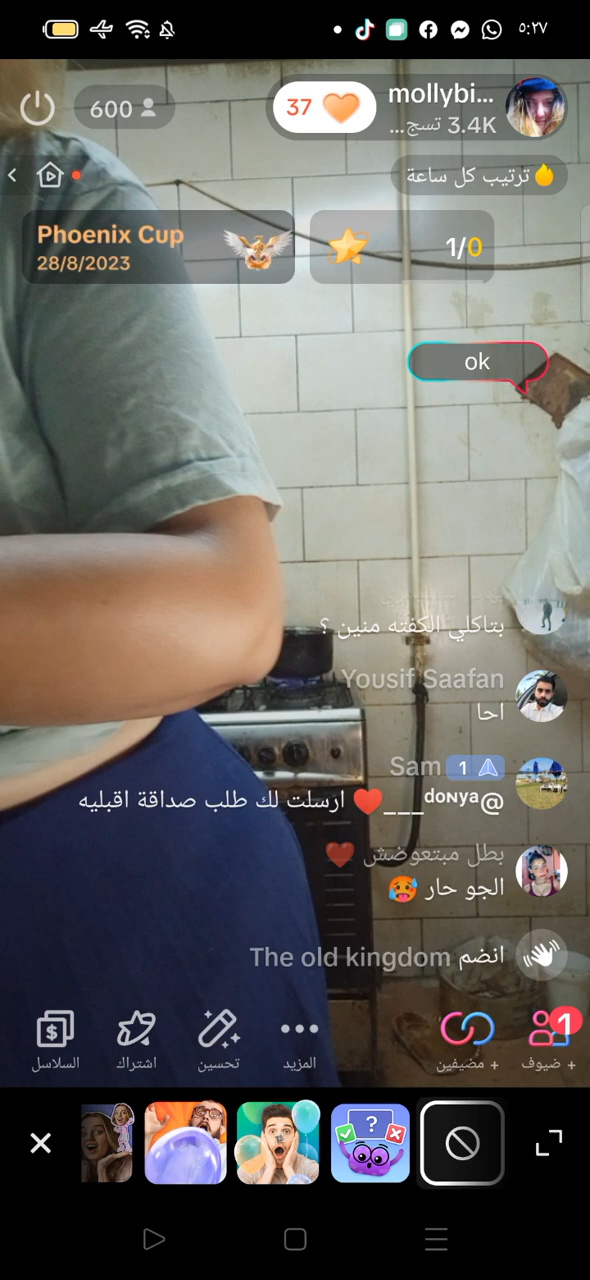 ٥:٢٧
mollybi...
3.4K تسج...
37
600
ترتيب كل ساعة
Phoenix Cup
28/8/2023
1/0
ok
بتاكلي الكفته منين ؟
Yousif Saafan
احا
Sam 1
@ᵈᵒᶰʸᵃ___❤️ ارسلت لك طلب صداقة اقبليه
بطل مبتعوضش ❤️
الجو حار 🥵
The old kingdom انضم
1
+ ضيوف
+ مضيفين
المزيد
تحسين
اشتراك
السلاسل